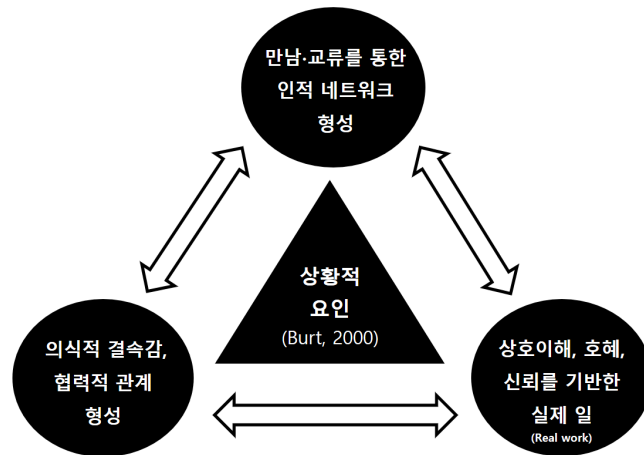 만남·교류를 통한
인적 네트워크
형성
상황적
요인
(Burt, 2000)
의식적 결속감,
협력적 관계
형성
상호이해, 호혜,
신뢰를 기반한
실제 일
(Real work)